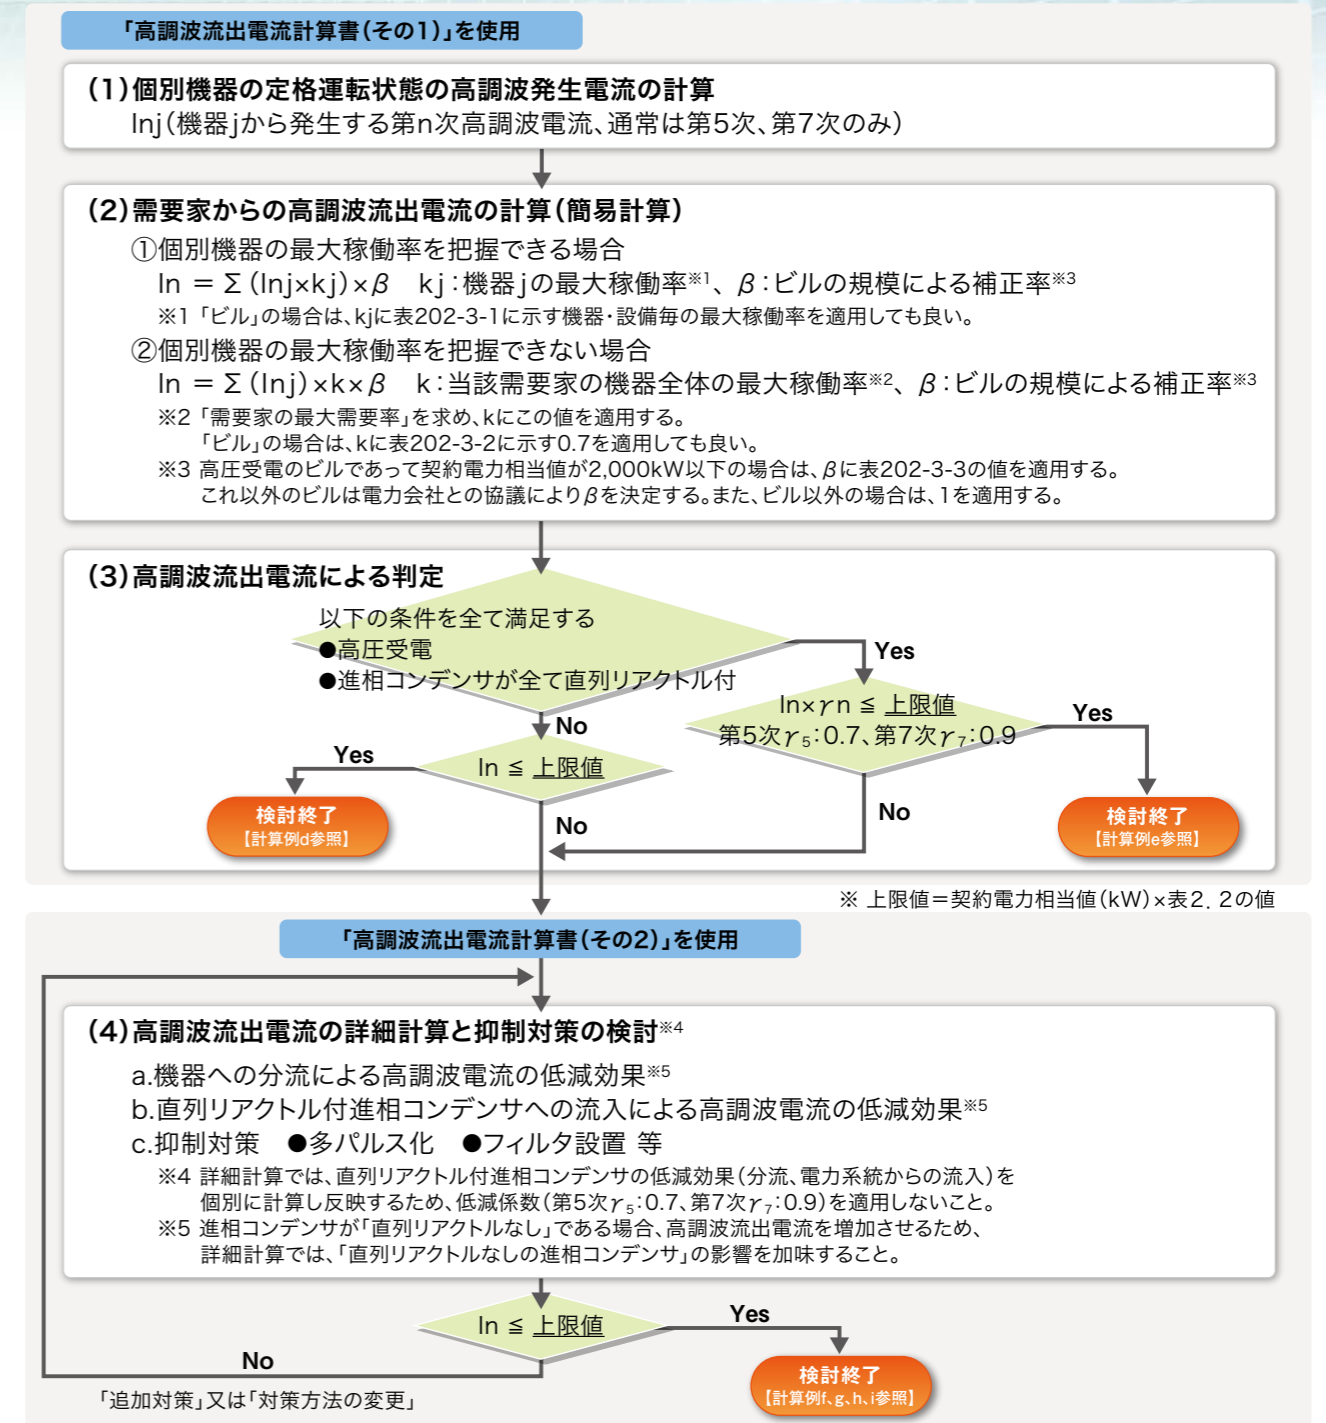 「高調波流出電流計算書(その1)」を使用
(1)個別機器の定格運転状態の高調波発生電流の計算
Inj(機器jから発生する第n次高調波電流、通常は第5次、第7次のみ)
(2)需要家からの高調波流出電流の計算(簡易計算)
①個別機器の最大稼働率を把握できる場合
In = Σ(Inj×kj)×β kj:機器jの最大稼働率※1、β:ビルの規模による補正率※3
※1 「ビル」の場合は、kjに表202-3-1に示す機器・設備毎の最大稼働率を適用しても良い。
②個別機器の最大稼働率を把握できない場合
In = Σ(Inj)×k×β k:当該需要家の機器全体の最大稼働率※2、β:ビルの規模による補正率※3
※2 「需要家の最大需要率」を求め、kにこの値を適用する。
「ビル」の場合は、kに表202-3-2に示す0.7を適用しても良い。
※3 高圧受電のビルであって契約電力相当値が2,000kW以下の場合は、βに表202-3-3の値を適用する。
これ以外のビルは電力会社との協議によりβを決定する。また、ビル以外の場合は、1を適用する。
(3)高調波流出電流による判定
以下の条件を全て満足する
●高圧受電
●進相コンデンサが全て直列リアクトル付
Yes
No
In×γn ≦ 上限値
第5次γ5:0.7、第7次γ7:0.9
Yes
In ≦ 上限値
Yes
検討終了
【計算例d参照】
No
No
検討終了
【計算例e参照】
※ 上限値=契約電力相当値(kW)×表2.2の値
「高調波流出電流計算書(その2)」を使用
(4)高調波流出電流の詳細計算と抑制対策の検討※4
a.機器への分流による高調波電流の低減効果※5
b.直列リアクトル付進相コンデンサへの流入による高調波電流の低減効果※5
c.抑制対策 ●多パルス化 ●フィルタ設置 等
※4 詳細計算では、直列リアクトル付進相コンデンサの低減効果(分流、電力系統からの流入)を
個別に計算し反映するため、低減係数(第5次γ5:0.7、第7次γ7:0.9)を適用しないこと。
※5 進相コンデンサが「直列リアクトルなし」である場合、高調波流出電流を増加させるため、
詳細計算では、「直列リアクトルなしの進相コンデンサ」の影響を加味すること。
In ≦ 上限値
Yes
No
検討終了
【計算例f、g、h、i参照】
「追加対策」又は「対策方法の変更」